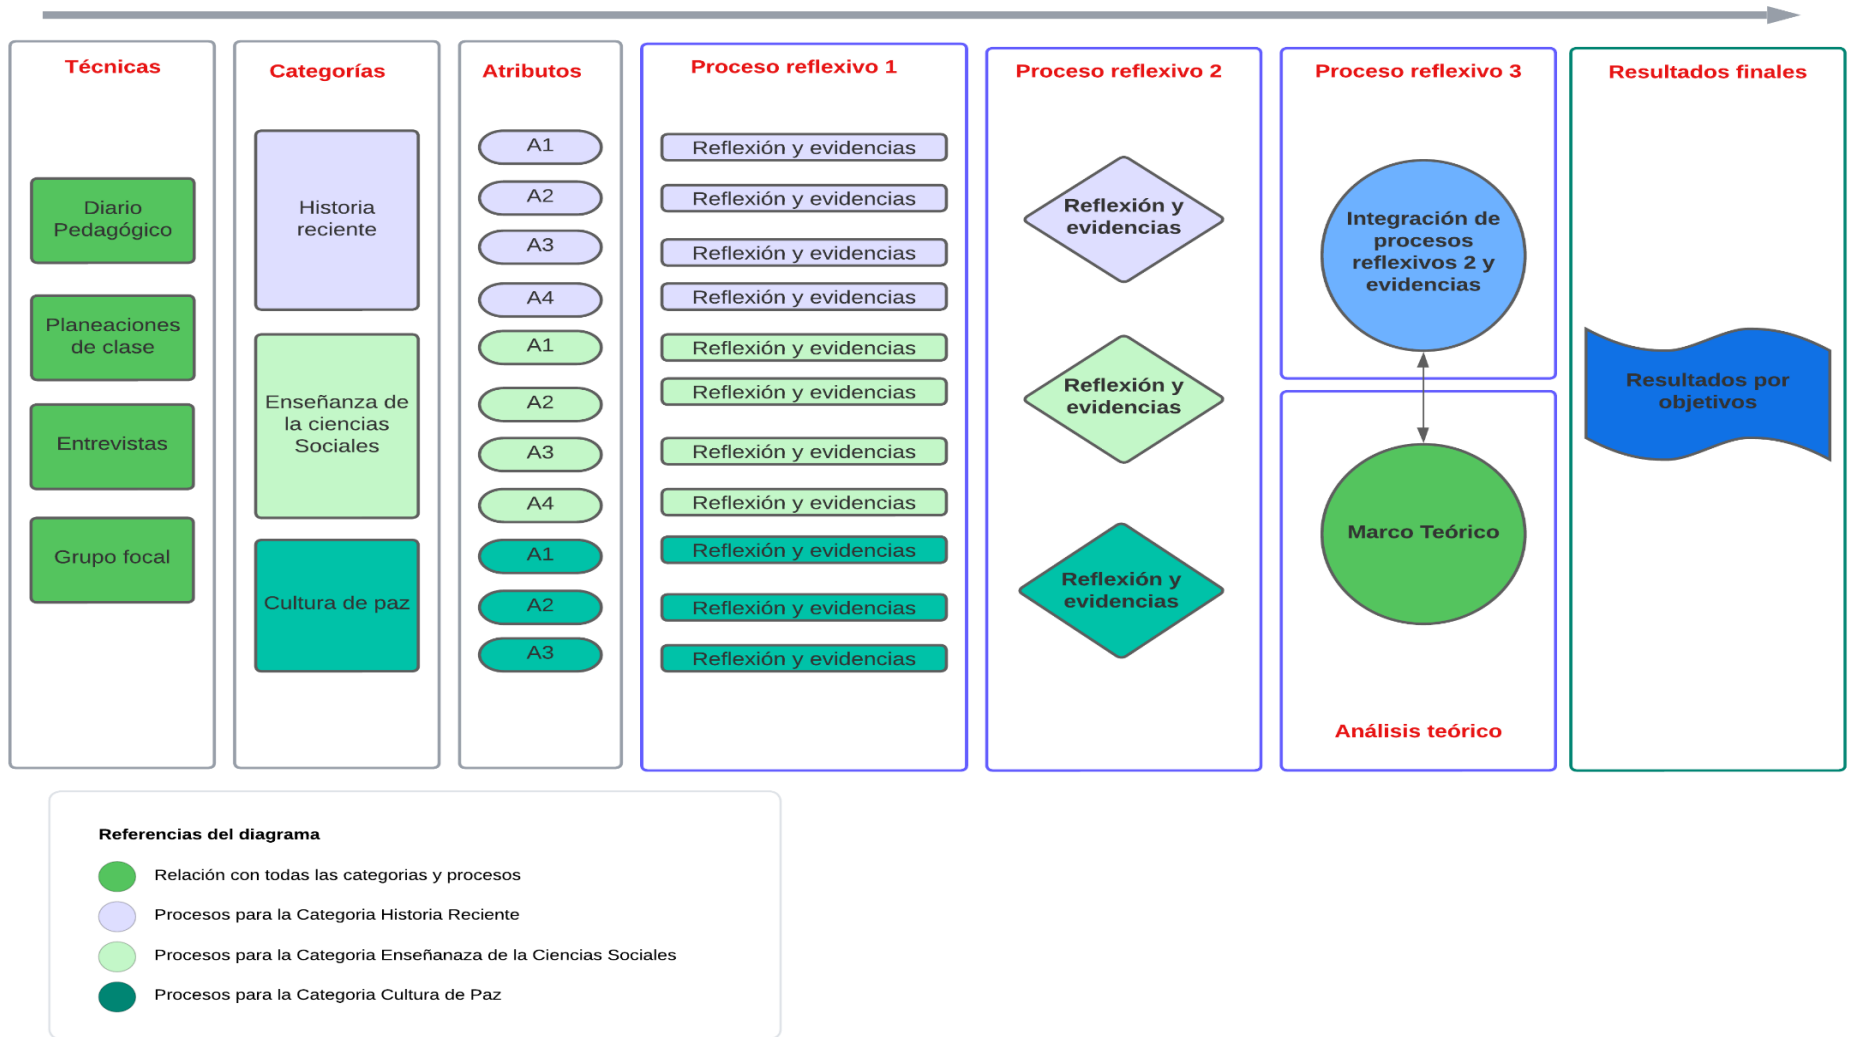 Técnicas
Diario
Pedagógico
Planeaciones
de clase
Entrevistas
Grupo focal
Categorías
Historia
reciente
Enseñanza de
la ciencias
Sociales
Cultura de paz
Atributos
A1
A2
A3
A4
A1
A2
A3
A4
A1
A2
A3
Proceso reflexivo 1
Reflexión y evidencias
Reflexión y evidencias
Reflexión y evidencias
Reflexión y evidencias
Reflexión y evidencias
Reflexión y evidencias
Reflexión y evidencias
Reflexión y evidencias
Reflexión y evidencias
Reflexión y evidencias
Reflexión y evidencias
Proceso reflexivo 2
Reflexión y
evidencias
Reflexión y
evidencias
Reflexión y
evidencias
Proceso reflexivo 3
Integración de
procesos
reflexivos 2 y
evidencias
Marco Teórico
Análisis teórico
Resultados finales
Resultados por
objetivos
Referencias del diagrama
Relación con todas las categorias y procesos
Procesos para la Categoria Historia Reciente
Procesos para la Categoria Enseñanaza de la Ciencias Sociales
Procesos para la Categoria Cultura de Paz